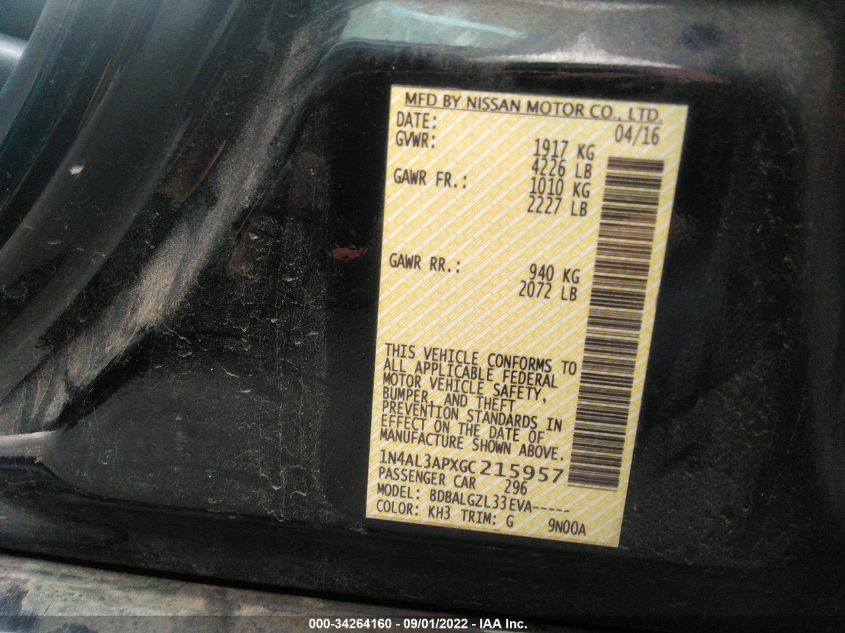 MFD BY NISSAN MOTOR CO., LTD.
DATE: 04/16
GVWR: 1917 KG
4226 LB
GAWR FR.: 1010 KG
2227 LB
GAWR RR.: 940 KG
2072 LB
THIS VEHICLE CONFORMS TO
ALL APPLICABLE FEDERAL
MOTOR VEHICLE SAFETY,
BUMPER, AND THEFT
PREVENTION STANDARDS IN
EFFECT ON THE DATE OF
MANUFACTURE SHOWN ABOVE.
1N4AL3APXGC215957
PASSENGER CAR 296
MODEL: BDBALGZL33EVA-----
COLOR: KH3 TRIM: G 9N00A
000-34264160 - 09/01/2022 - IAA Inc.